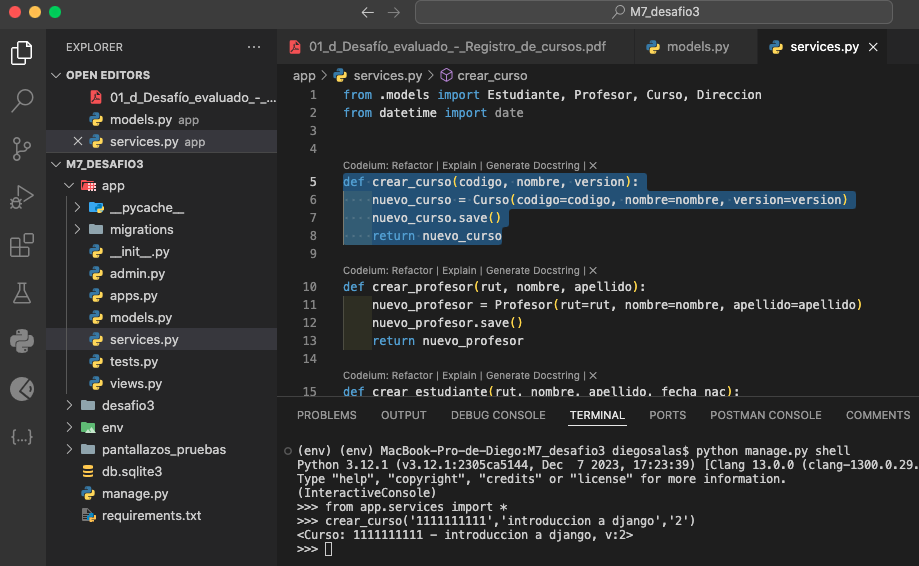 M7_desafio3
EXPLORER
OPEN EDITORS
01_d_Desafío_evaluado_-_...
models.py app
services.py app
M7_DESAFIO3
app
__pycache__
migrations
__init__.py
admin.py
apps.py
models.py
services.py
tests.py
views.py
desafio3
env
pantallazos_pruebas
db.sqlite3
manage.py
requirements.txt
01_d_Desafío_evaluado_-_Registro_de_cursos.pdf
models.py
services.py
app > services.py > crear_curso
1 from .models import Estudiante, Profesor, Curso, Direccion
2 from datetime import date
3
4
Codeium: Refactor | Explain | Generate Docstring | X
5 def crear_curso(codigo, nombre, version):
6 nuevo_curso = Curso(codigo=codigo, nombre=nombre, version=version)
7 nuevo_curso.save()
8 return nuevo_curso
9
Codeium: Refactor | Explain | Generate Docstring | X
10 def crear_profesor(rut, nombre, apellido):
11 nuevo_profesor = Profesor(rut=rut, nombre=nombre, apellido=apellido)
12 nuevo_profesor.save()
13 return nuevo_profesor
14
Codeium: Refactor | Explain | Generate Docstring | X
15 def crear_estudiante(rut, nombre, apellido, fecha_nac):
PROBLEMS OUTPUT DEBUG CONSOLE TERMINAL PORTS POSTMAN CONSOLE COMMENTS
(env) (env) MacBook-Pro-de-Diego:M7_desafio3 diegosalas$ python manage.py shell
Python 3.12.1 (v3.12.1:2305ca5144, Dec  7 2023, 17:23:39) [Clang 13.0.0 (clang-1300.0.29.
Type "help", "copyright", "credits" or "license" for more information.
(InteractiveConsole)
>>> from app.services import *
>>> crear_curso('1111111111','introduccion a django','2')
<Curso: 1111111111 - introduccion a django, v:2>
>>>